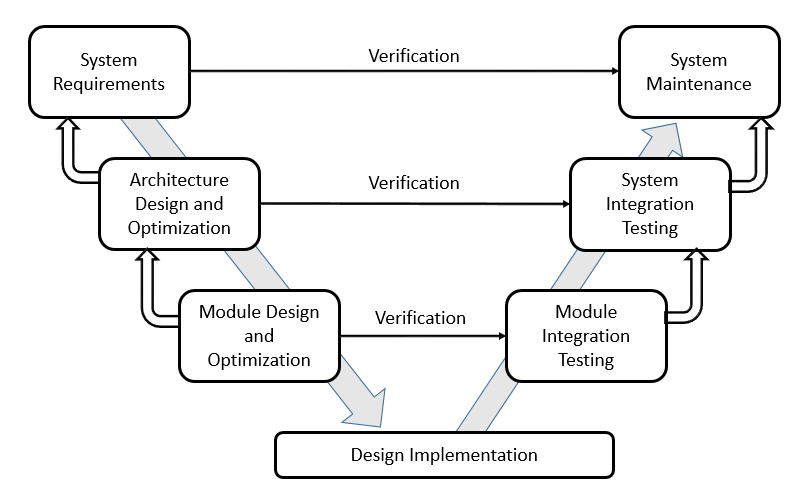 System
Requirements
Verification
System
Maintenance
Architecture
Design and
Optimization
Verification
System
Integration
Testing
Module Design
and
Optimization
Verification
Module
Integration
Testing
Design Implementation